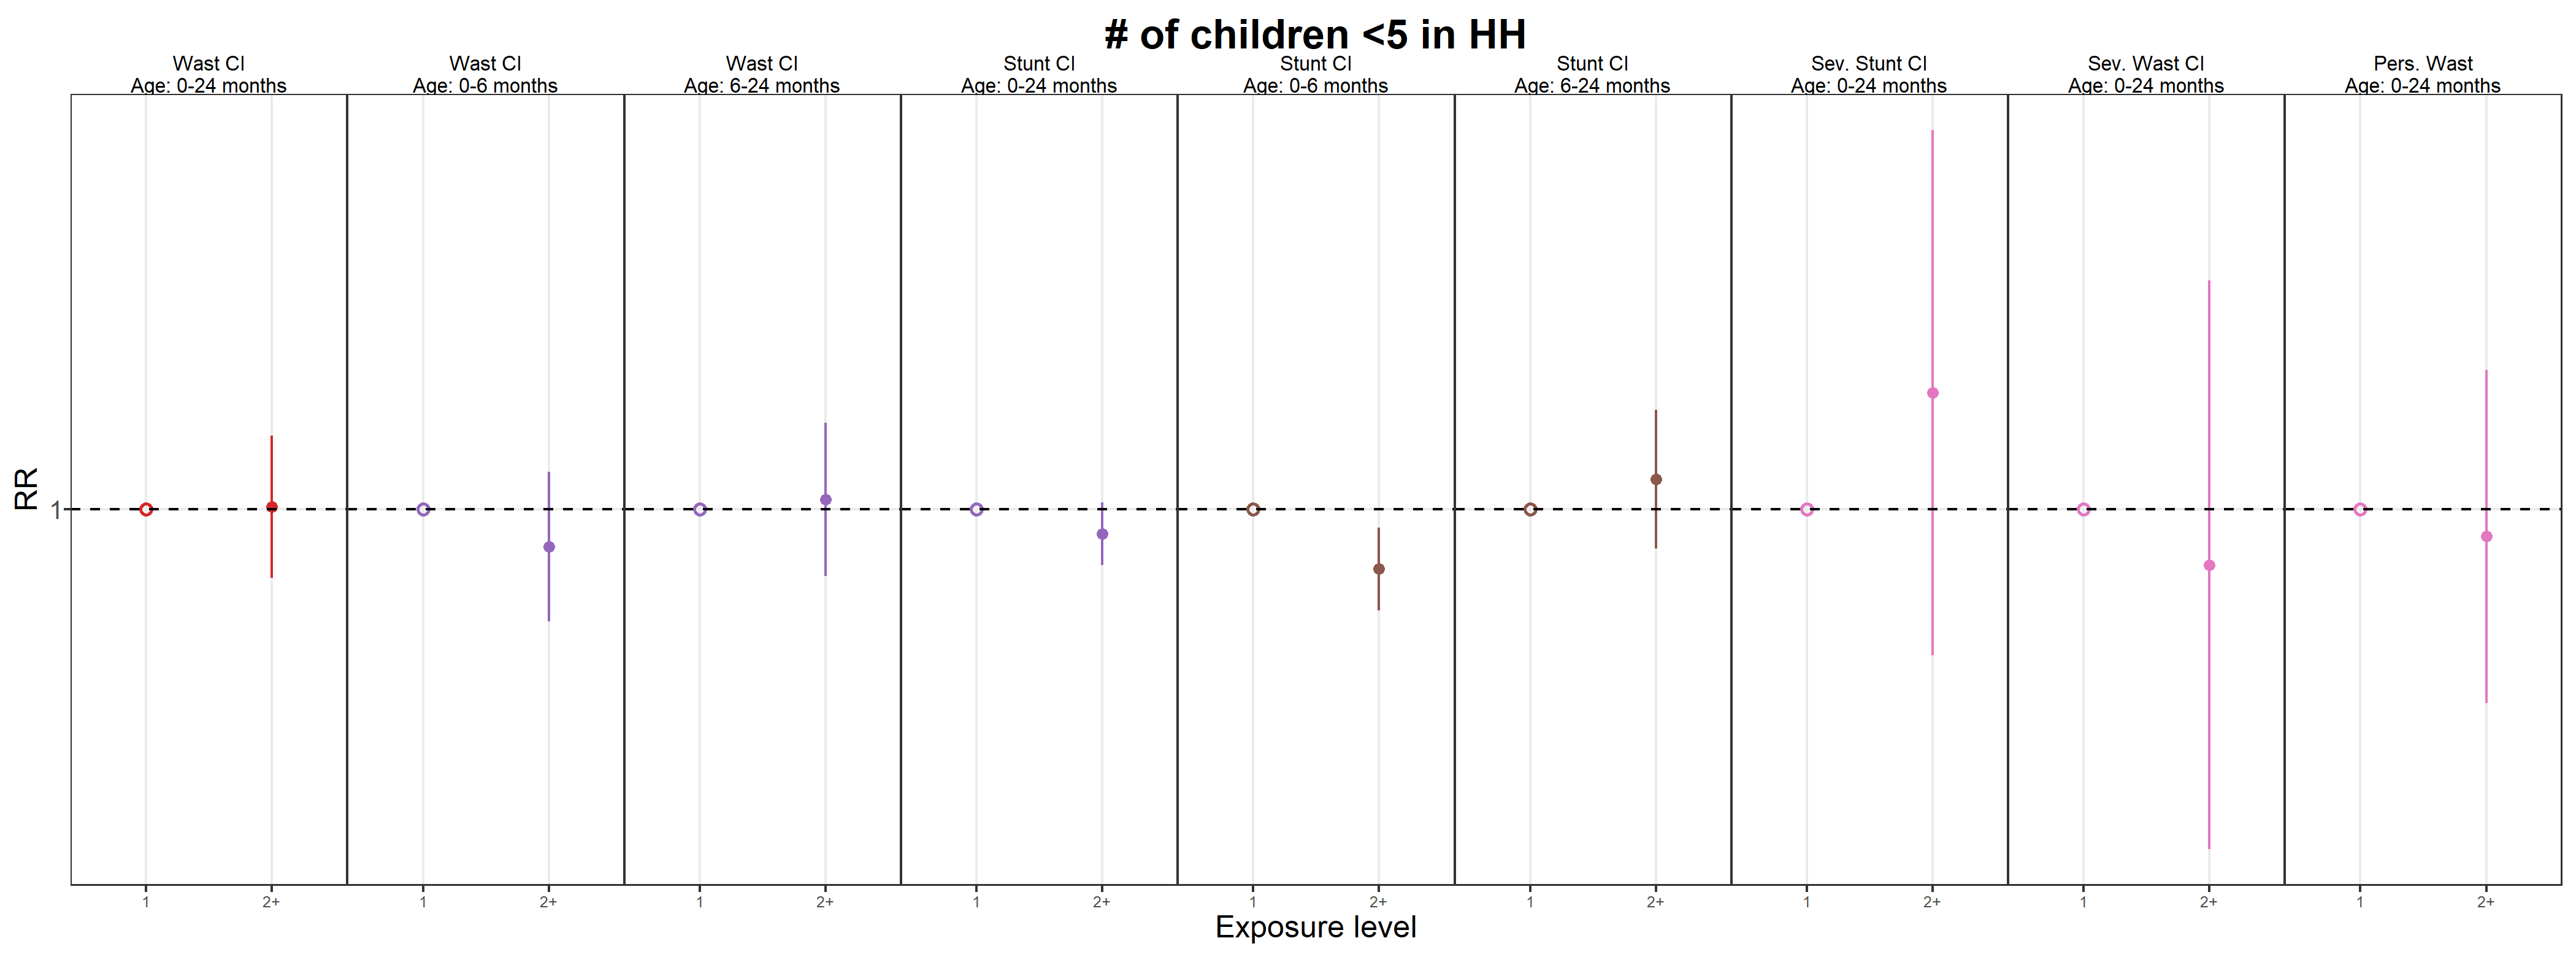 # of children <5 in HH
Wast CI Wast CI Wast CI Stunt CI Stunt CI Stunt CI Sev. Stunt CI Sev. Wast CI Pers. Wast
Age: 0-24 months Age: 0-6 months Age: 6-24 months Age: 0-24 months Age: 0-6 months Age: 6-24 months Age: 0-24 months Age: 0-24 months Age: 0-24 months
RR
1
1 2+ 1 2+ 1 2+ 1 2+ 1 2+ 1 2+ 1 2+ 1 2+ 1 2+
Exposure level